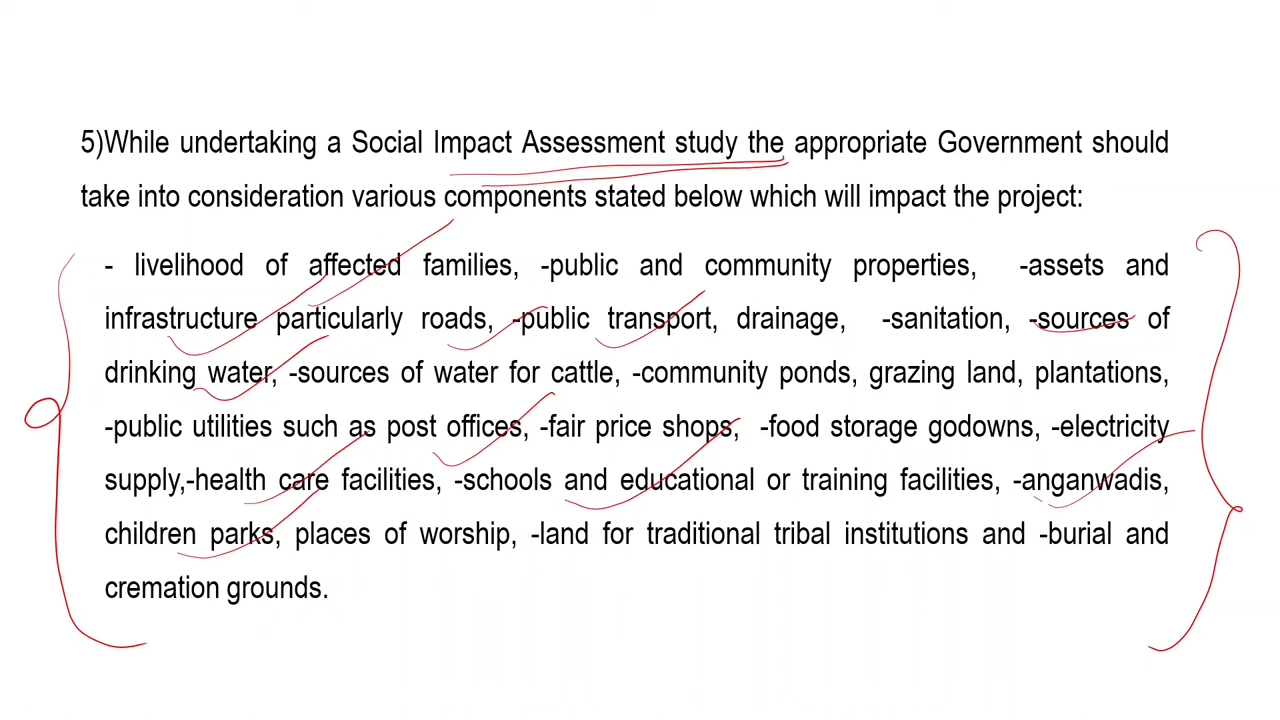 5)While undertaking a Social Impact Assessment study the appropriate Government should
take into consideration various components stated below which will impact the project:
- livelihood of affected families, -public and community properties, -assets and
infrastructure particularly roads, -public transport, drainage, -sanitation, -sources of
drinking water, -sources of water for cattle, -community ponds, grazing land, plantations,
-public utilities such as post offices, -fair price shops, -food storage godowns, -electricity
supply,-health care facilities, -schools and educational or training facilities, -anganwadis,
children parks, places of worship, -land for traditional tribal institutions and -burial and
cremation grounds.